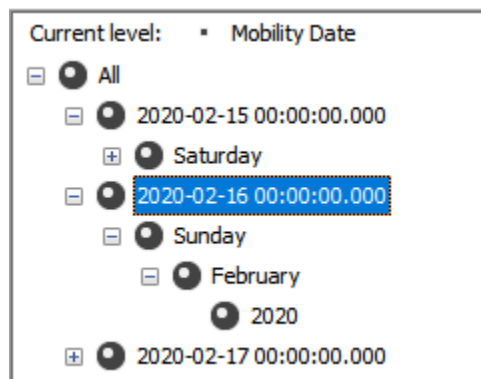 Current level: ▪ Mobility Date
All
2020-02-15 00:00:00.000
Saturday
2020-02-16 00:00:00.000
Sunday
February
2020
2020-02-17 00:00:00.000